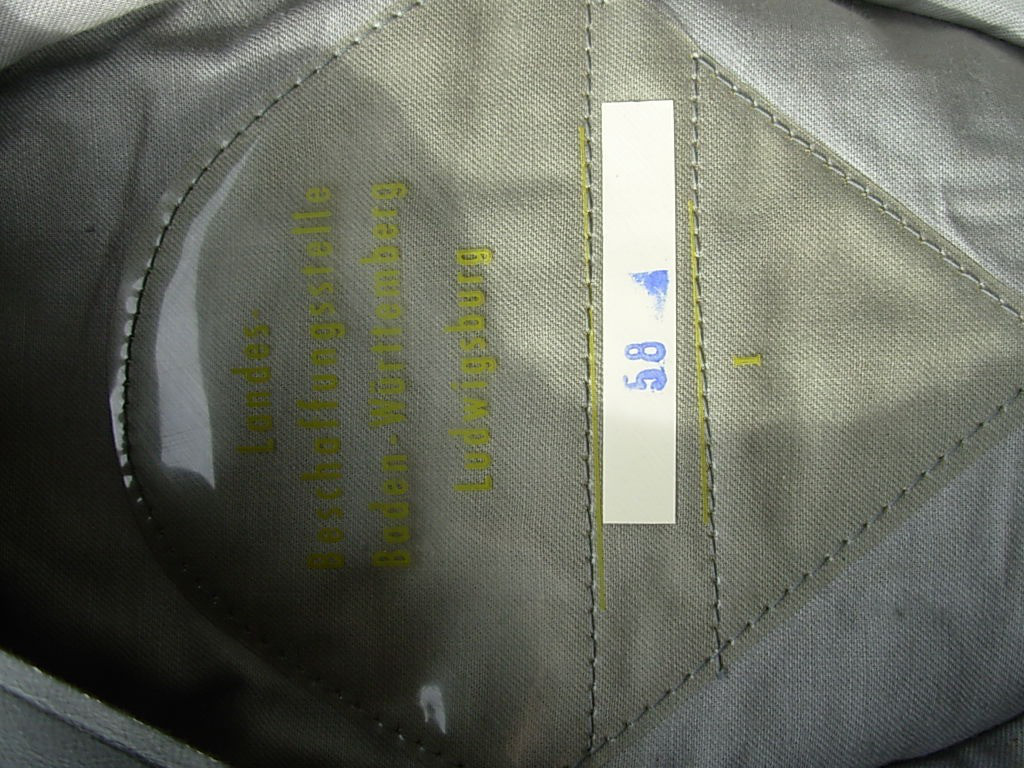 Landes-
Beschaffungsstelle
Baden-Württemberg
Ludwigsburg
58
I